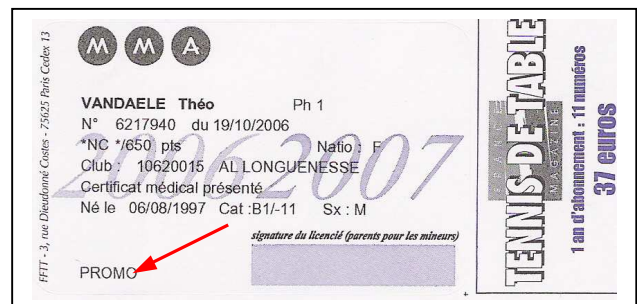 FFTT - 3, rue Dieudonné Costes - 75625 Paris Cedex 13
M M A
VANDAELE Théo Ph 1
N° 6217940 du 19/10/2006
*NC */650 pts Natio : F
2006 2007
Club : 10620015 AL LONGUENESSE
Certificat médical présenté
Né le 06/08/1997 Cat :B1/-11 Sx : M
signature du licencié (parents pour les mineurs)
PROMO
TENNIS-DE-TABLE
FRANCE
MAGAZINE
1 an d'abonnement : 11 numéros
37 euros